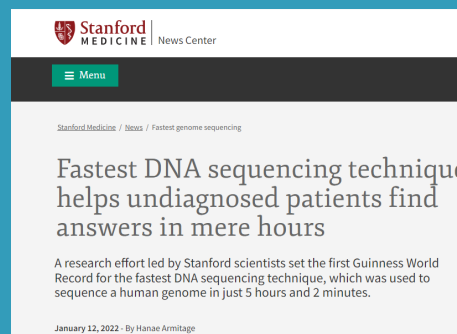 Stanford
MEDICINE | News Center
Menu
Stanford Medicine / News / Fastest genome sequencing
Fastest DNA sequencing technique
helps undiagnosed patients find
answers in mere hours
A research effort led by Stanford scientists set the first Guinness World
Record for the fastest DNA sequencing technique, which was used to
sequence a human genome in just 5 hours and 2 minutes.
January 12, 2022 - By Hanae Armitage